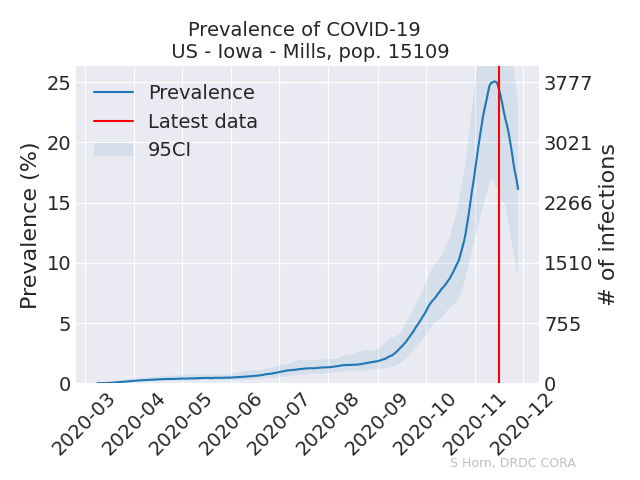 Prevalence of COVID-19
US - Iowa - Mills, pop. 15109
Prevalence
Latest data
95CI
Prevalence (%)
25
20
15
10
5
0
3777
3021
2266
1510
755
0
# of infections
2020-03
2020-04
2020-05
2020-06
2020-07
2020-08
2020-09
2020-10
2020-11
2020-12
S Horn, DRDC CORA